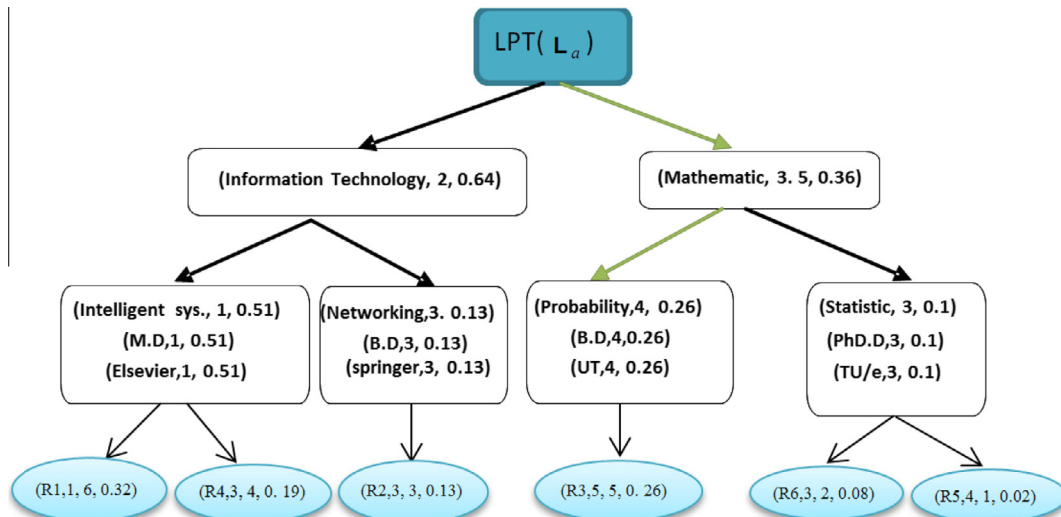 LPT( L a )
(Information Technology, 2, 0.64)
(Mathematic, 3. 5, 0.36)
(Intelligent sys., 1, 0.51)
(M.D,1, 0.51)
(Elsevier,1, 0.51)
(Networking,3. 0.13)
(B.D,3, 0.13)
(springer,3, 0.13)
(Probability,4, 0.26)
(B.D,4,0.26)
(UT,4, 0.26)
(Statistic, 3, 0.1)
(PhD.D,3, 0.1)
(TU/e,3, 0.1)
(R1,1, 6, 0.32)
(R4,3, 4, 0. 19)
(R2,3, 3, 0.13)
(R3,5, 5, 0. 26)
(R6,3, 2, 0.08)
(R5,4, 1, 0.02)